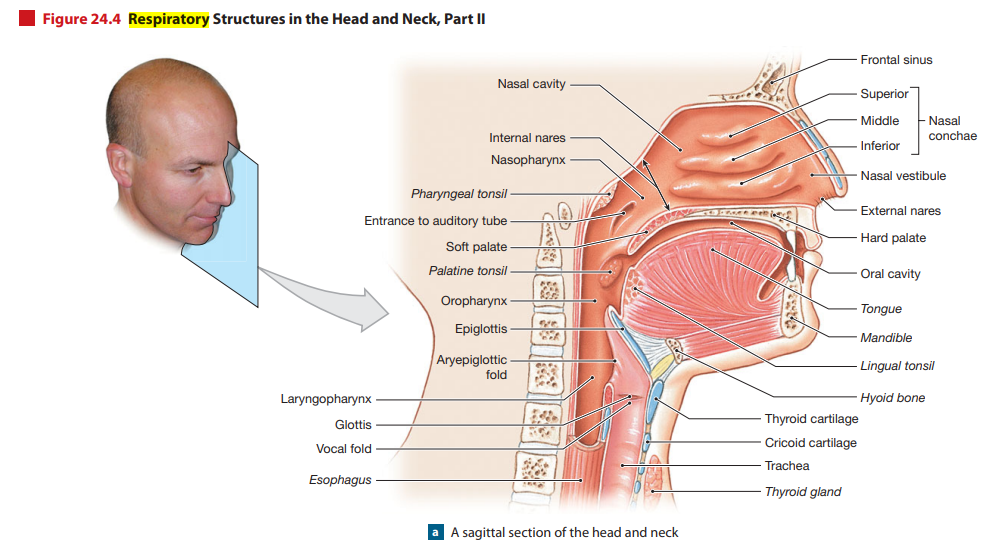 Figure 24.4 Respiratory Structures in the Head and Neck, Part II
Nasal cavity
Internal nares
Nasopharynx
Pharyngeal tonsil
Entrance to auditory tube
Soft palate
Palatine tonsil
Oropharynx
Epiglottis
Aryepiglottic
fold
Laryngopharynx
Glottis
Vocal fold
Esophagus
Frontal sinus
Superior
Middle
Inferior
Nasal
conchae
Nasal vestibule
External nares
Hard palate
Oral cavity
Tongue
Mandible
Lingual tonsil
Hyoid bone
Thyroid cartilage
Cricoid cartilage
Trachea
Thyroid gland
a A sagittal section of the head and neck